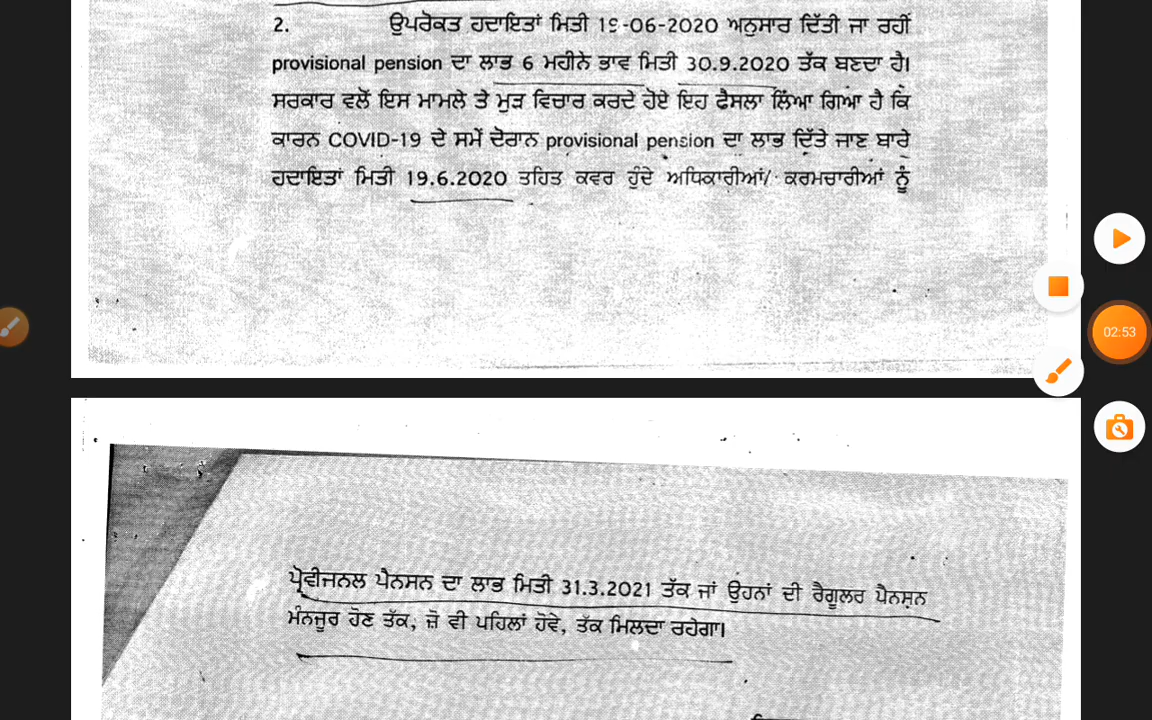 2. ਉਪਰੋਕਤ ਹਦਾਇਤਾਂ ਮਿਤੀ 19-06-2020 ਅਨੁਸਾਰ ਦਿੱਤੀ ਜਾ ਰਹੀਂ
provisional pension ਦਾ ਲਾਭ 6 ਮਹੀਨੇ ਭਾਵ ਮਿਤੀ 30.9.2020 ਤੱਕ ਬਣਦਾ ਹੈ।
ਸਰਕਾਰ ਵਲੋਂ ਇਸ ਮਾਮਲੇ ਤੇ ਮੁੜ ਵਿਚਾਰ ਕਰਦੇ ਹੋਏ ਇਹ ਫੈਸਲਾ ਲਿੰਆ ਗਿਆ ਹੈ ਕਿ
ਕਾਰਨ COVID-19 ਦੇ ਸਮੇਂ ਦੋਰਾਨ provisional pension ਦਾ ਲਾਭ ਦਿੱਤੇ ਜਾਣ ਬਾਰੇ
ਹਦਾਇਤਾਂ ਮਿਤੀ 19.6.2020 ਤਹਿਤ ਕਵਰ ਹੁੰਦੇ ਅਧਿਕਾਰੀਆਂ/ ਕਰਮਚਾਰੀਆਂ ਨੂੰ
02:53
ਪ੍ਰੋਵੀਜਨਲ ਪੈਨਸਨ ਦਾ ਲਾਭ ਮਿਤੀ 31.3.2021 ਤੱਕ ਜਾਂ ਉਹਨਾਂ ਦੀ ਰੈਗੂਲਰ ਪੈਨਸ਼ਨ
ਮੰਨਜੂਰ ਹੋਣ ਤੱਕ, ਜ਼ੋ ਵੀ ਪਹਿਲਾਂ ਹੋਵੇ, ਤੱਕ ਮਿਲਦਾ ਰਹੇਗਾ।